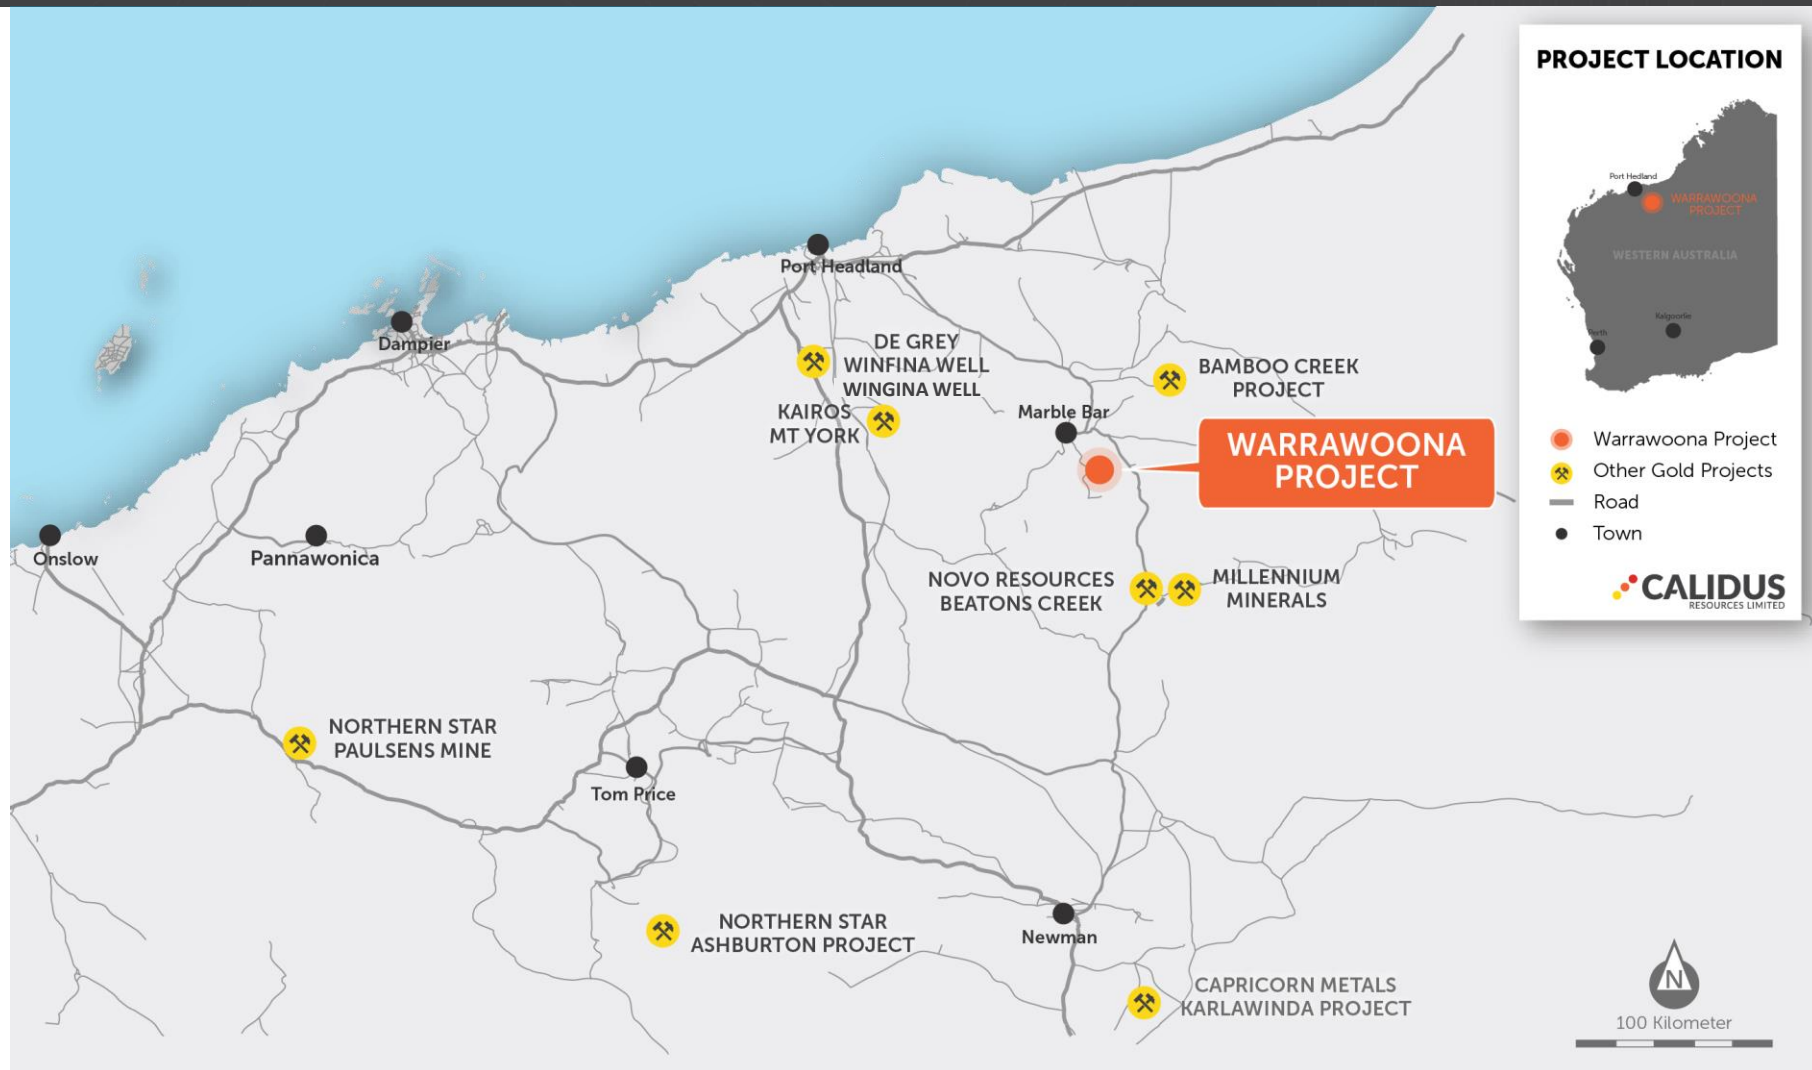 PROJECT LOCATION
Port Hedland
WARRAWOONA
PROJECT
WESTERN AUSTRALIA
Kalgoorlie
Perth
Warrawoona Project
Other Gold Projects
Road
Town
CALIDUS
RESOURCES LIMITED
Port Headland
Dampier
DE GREY
WINFINA WELL
WINGINA WELL
KAIROS
MT YORK
BAMBOO CREEK
PROJECT
Marble Bar
WARRAWOONA
PROJECT
Onslow
Pannawonica
NOVO RESOURCES
BEATONS CREEK
MILLENNIUM
MINERALS
NORTHERN STAR
PAULSENS MINE
Tom Price
NORTHERN STAR
ASHBURTON PROJECT
Newman
CAPRICORN METALS
KARLAWINDA PROJECT
N
100 Kilometer